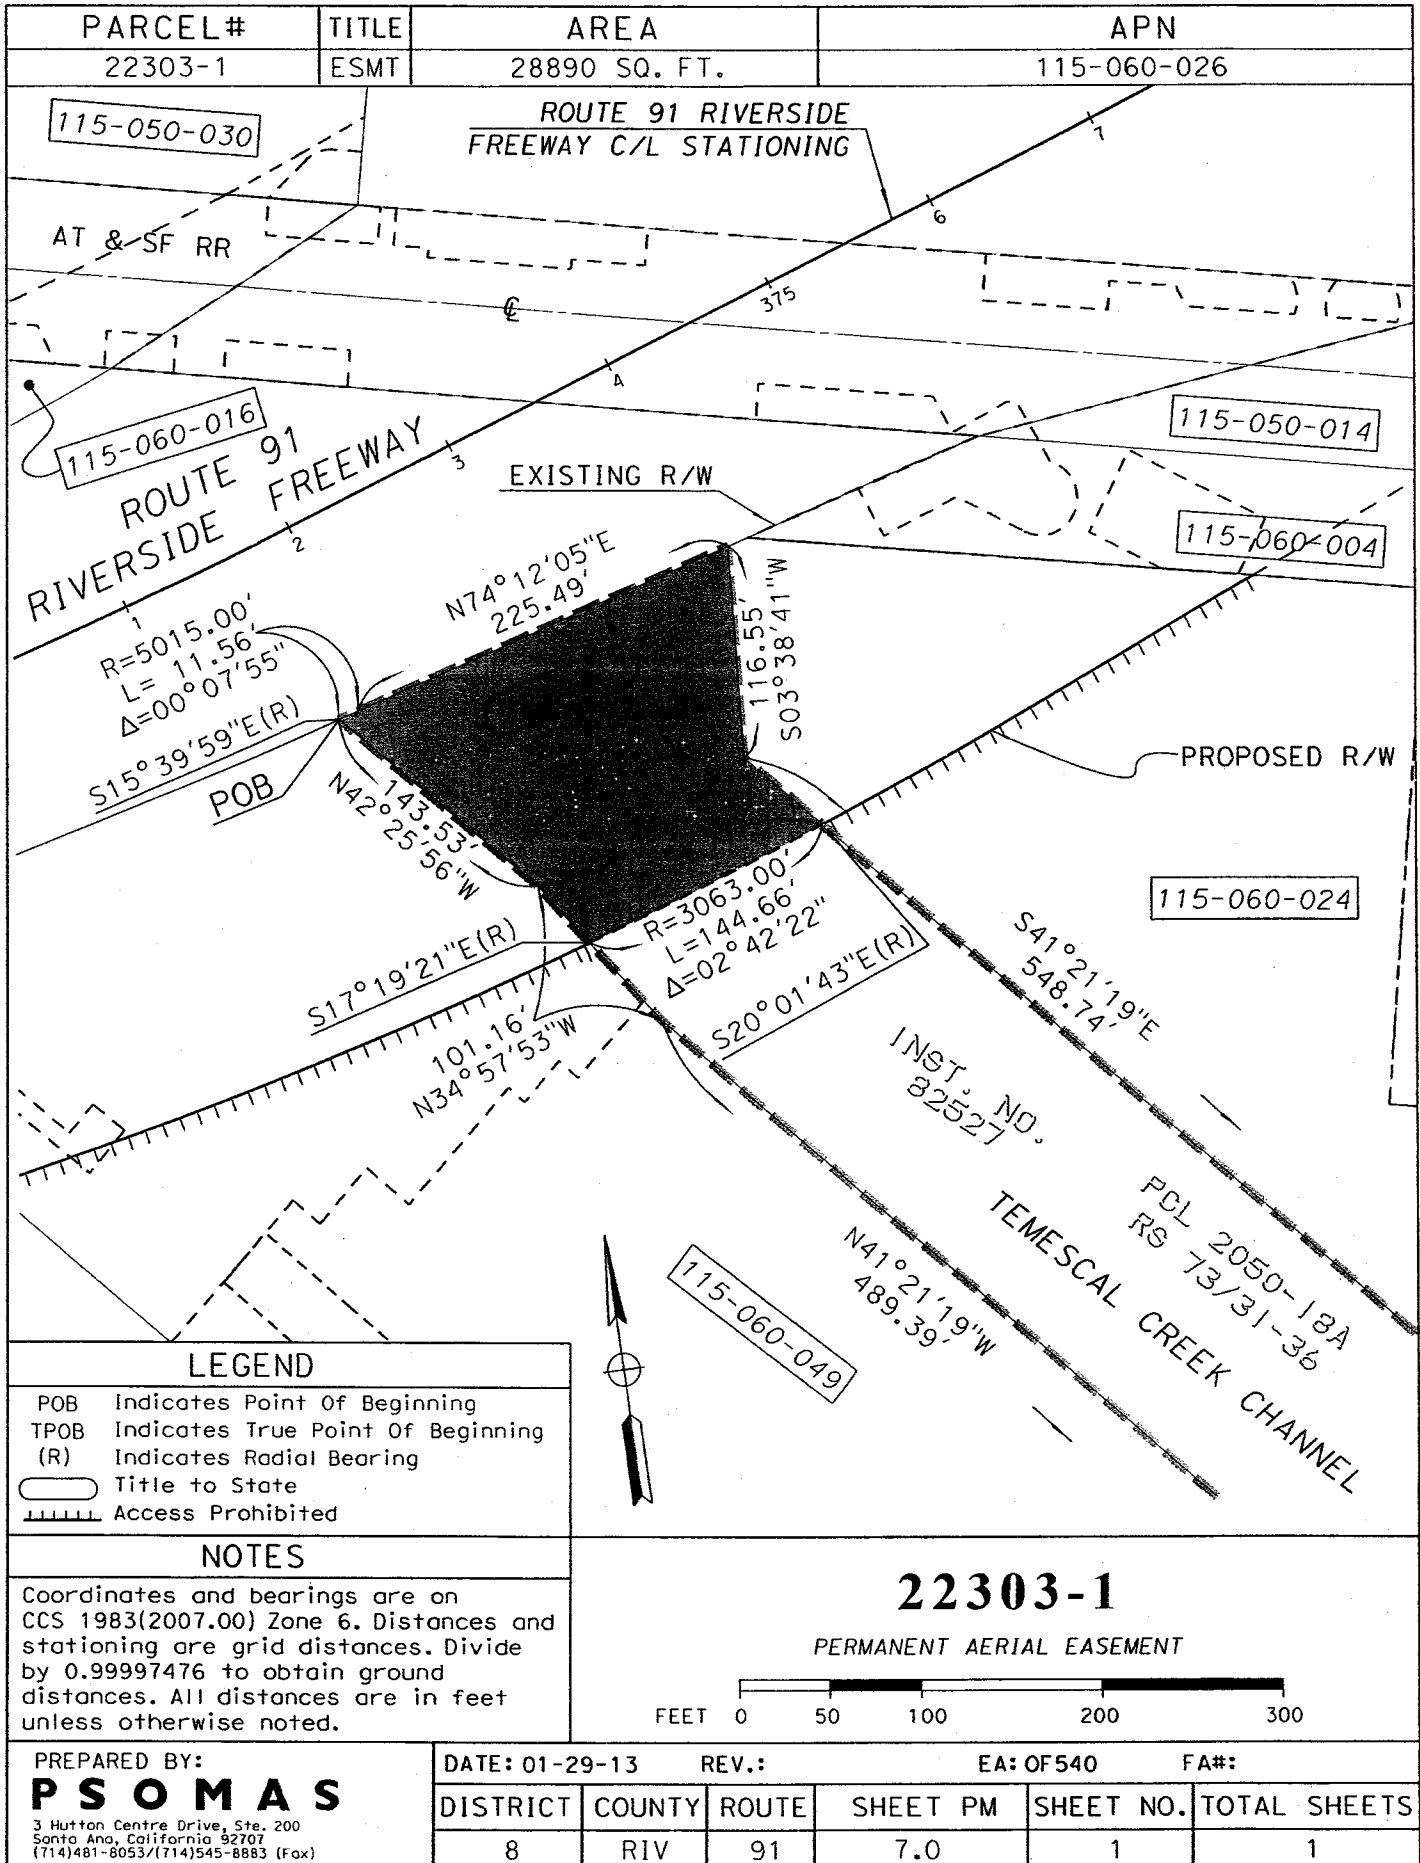 PARCEL# TITLE AREA APN
22303-1 ESMT 28890 SQ. FT. 115-060-026
115-050-030
ROUTE 91 RIVERSIDE
FREEWAY C/L STATIONING
7
6
AT & SF RR
375
℄
4
115-060-016
115-050-014
ROUTE 91
RIVERSIDE FREEWAY
3
EXISTING R/W
2
115-060-004
1
N74°12'05"E
225.49'
R=5015.00'
L= 11.56'
Δ=00°07'55"
116.55'
S03°38'41"W
S15°39'59"E(R)
POB
PROPOSED R/W
143.53'
N42°25'56"W
115-060-024
R=3063.00'
L=144.66'
Δ=02°42'22"
S17°19'21"E(R)
S20°01'43"E(R)
S41°21'19"E
548.74'
101.16'
N34°57'53"W
INST. NO.
82527
PCL 2050-18A
RS 73/31-36
TEMESCAL CREEK CHANNEL
N41°21'19"W
489.39'
115-060-049
LEGEND
POB Indicates Point Of Beginning
TPOB Indicates True Point Of Beginning
(R) Indicates Radial Bearing
Title to State
Access Prohibited
NOTES
Coordinates and bearings are on
CCS 1983(2007.00) Zone 6. Distances and
stationing are grid distances. Divide
by 0.99997476 to obtain ground
distances. All distances are in feet
unless otherwise noted.
22303-1
PERMANENT AERIAL EASEMENT
FEET 0 50 100 200 300
PREPARED BY:
PSOMAS
3 Hutton Centre Drive, Ste. 200
Santa Ana, California 92707
(714)481-8053/(714)545-8883 (Fax)
DATE: 01-29-13 REV.: EA: OF540 FA#:
DISTRICT COUNTY ROUTE SHEET PM SHEET NO. TOTAL SHEETS
8 RIV 91 7.0 1 1